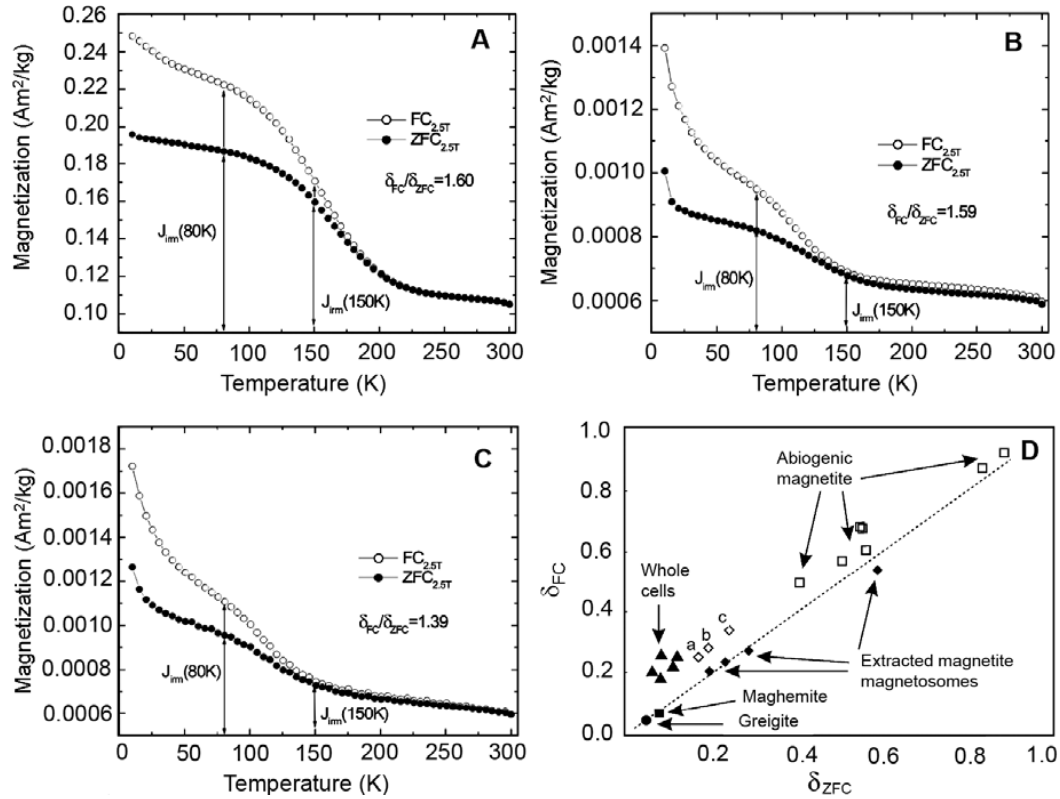 A
Magnetization (Am²/kg)
0.26
0.24
0.22
0.20
0.18
0.16
0.14
0.12
0.10
FC2.5T
ZFC2.5T
δFC/δZFC=1.60
Jirm(80K)
Jirm(150K)
0 50 100 150 200 250 300
Temperature (K)
B
Magnetization (Am²/kg)
0.0014
0.0012
0.0010
0.0008
0.0006
FC2.5T
ZFC2.5T
δFC/δZFC=1.59
Jirm(80K)
Jirm(150K)
0 50 100 150 200 250 300
Temperature (K)
C
Magnetization (Am²/kg)
0.0018
0.0016
0.0014
0.0012
0.0010
0.0008
0.0006
FC2.5T
ZFC2.5T
δFC/δZFC=1.39
Jirm(80K)
Jirm(150K)
0 50 100 150 200 250 300
Temperature (K)
D
δFC
1.0
0.8
0.6
0.4
0.2
0.0
Abiogenic
magnetite
Whole
cells
a b c
Extracted magnetite
magnetosomes
Maghemite
Greigite
0.2 0.4 0.6 0.8 1.0
δZFC